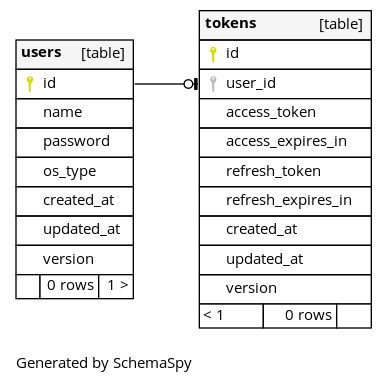 users [table]
id
name
password
os_type
created_at
updated_at
version
0 rows 1 >
tokens [table]
id
user_id
access_token
access_expires_in
refresh_token
refresh_expires_in
created_at
updated_at
version
< 1 0 rows
Generated by SchemaSpy